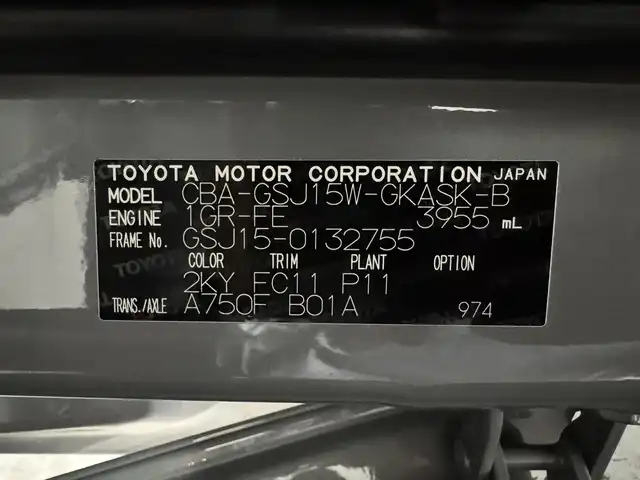 TOYOTA MOTOR CORPORATION JAPAN
MODEL CBA-GSJ15W-GKASK-B
ENGINE 1GR-FE 3955 mL
FRAME No. GSJ15-0132755
COLOR TRIM PLANT OPTION
2KY FC11 P11
TRANS./AXLE A750F B01A 974